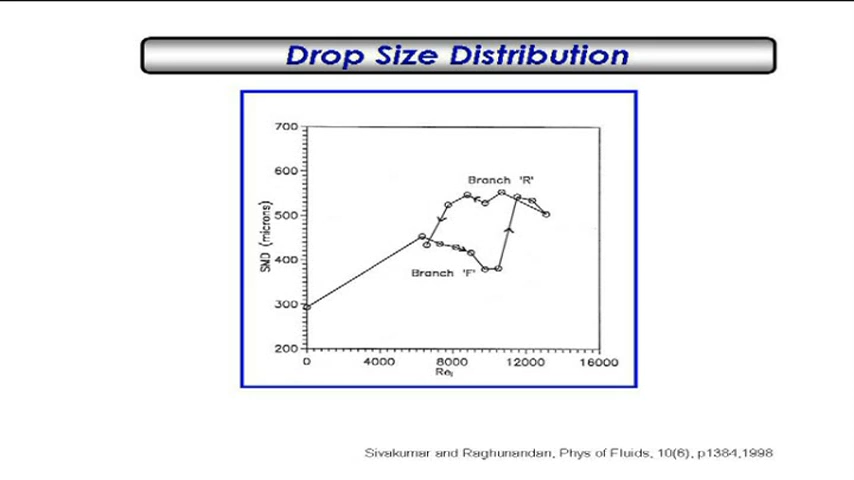 Drop Size Distribution
700
600
Branch 'R'
500
SMD (microns)
400
Branch 'F'
300
200
0 4000 8000 12000 16000
Rel
Sivakumar and Raghunandan, Phys of Fluids, 10(6), p1384,1998